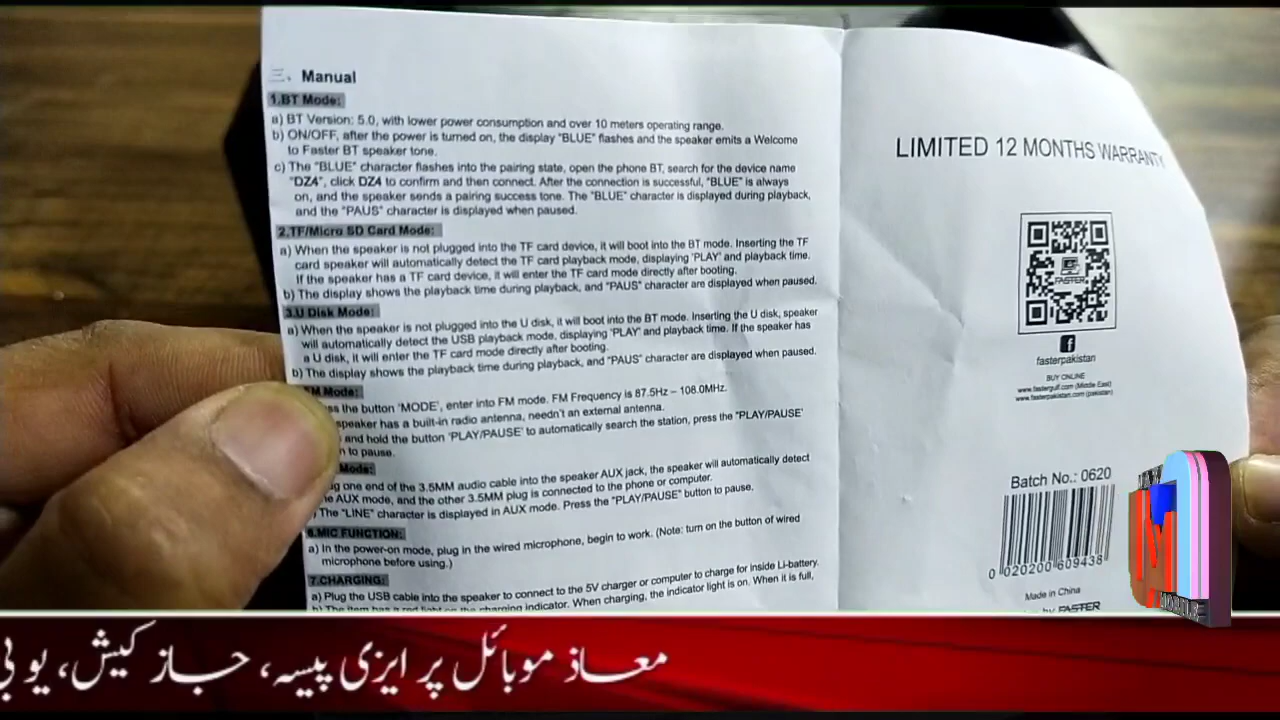 三、Manual
1.BT Mode:
a) BT Version: 5.0, with lower power consumption and over 10 meters operating range.
b) ON/OFF, after the power is turned on, the display "BLUE" flashes and the speaker emits a Welcome
to Faster BT speaker tone.
c) The "BLUE" character flashes into the pairing state, open the phone BT, search for the device name
"DZ4", click DZ4 to confirm and then connect. After the connection is successful, "BLUE" is always
on, and the speaker sends a pairing success tone. The "BLUE" character is displayed during playback,
and the "PAUS" character is displayed when paused.
2.TF/Micro SD Card Mode:
a) When the speaker is not plugged into the TF card device, it will boot into the BT mode. Inserting the TF
card speaker will automatically detect the TF card playback mode, displaying 'PLAY' and playback time.
If the speaker has a TF card device, it will enter the TF card mode directly after booting.
b) The display shows the playback time during playback, and "PAUS" character are displayed when paused.
3.U Disk Mode:
a) When the speaker is not plugged into the U disk, it will boot into the BT mode. Inserting the U disk, speaker
will automatically detect the USB playback mode, displaying 'PLAY' and playback time. If the speaker has
a U disk, it will enter the TF card mode directly after booting.
b) The display shows the playback time during playback, and "PAUS" character are displayed when paused.
M Mode:
ss the button 'MODE', enter into FM mode. FM Frequency is 87.5Hz – 108.0MHz.
speaker has a built-in radio antenna, needn't an external antenna.
and hold the button 'PLAY/PAUSE' to automatically search the station, press the "PLAY/PAUSE'
n to pause.
Mode:
g one end of the 3.5MM audio cable into the speaker AUX jack, the speaker will automatically detect
e AUX mode, and the other 3.5MM plug is connected to the phone or computer.
) The "LINE" character is displayed in AUX mode. Press the "PLAY/PAUSE" button to pause.
6.MIC FUNCTION:
a) In the power-on mode, plug in the wired microphone, begin to work. (Note: turn on the button of wired
microphone before using.)
7.CHARGING:
a) Plug the USB cable into the speaker to connect to the 5V charger or computer to charge for inside Li-battery.
b) The item has a red light on the charging indicator. When charging, the indicator light is on. When it is full,
LIMITED 12 MONTHS WARRANTY
FASTER
fasterpakistan
BUY ONLINE
www.fastergulf.com (Middle East)
www.fasterpakistan.com (pakistan)
Batch No.: 0620
0 020200 609438
Made in China
by FASTER
معاذ موبائل پر ایزی پیسہ، جاز کیش، یو بی